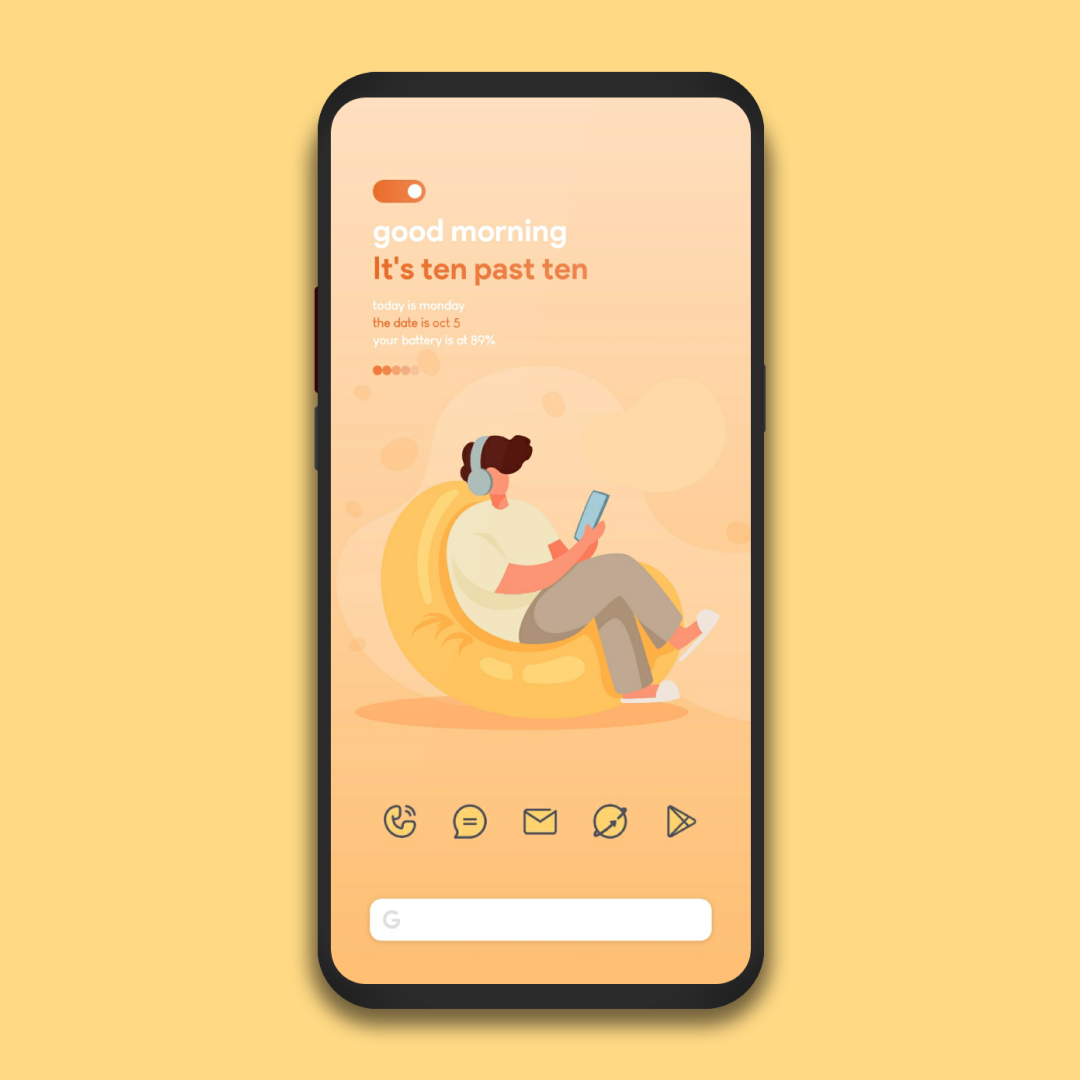 good morning
It's ten past ten
today is monday
the date is oct 5
your battery is at 89%
G